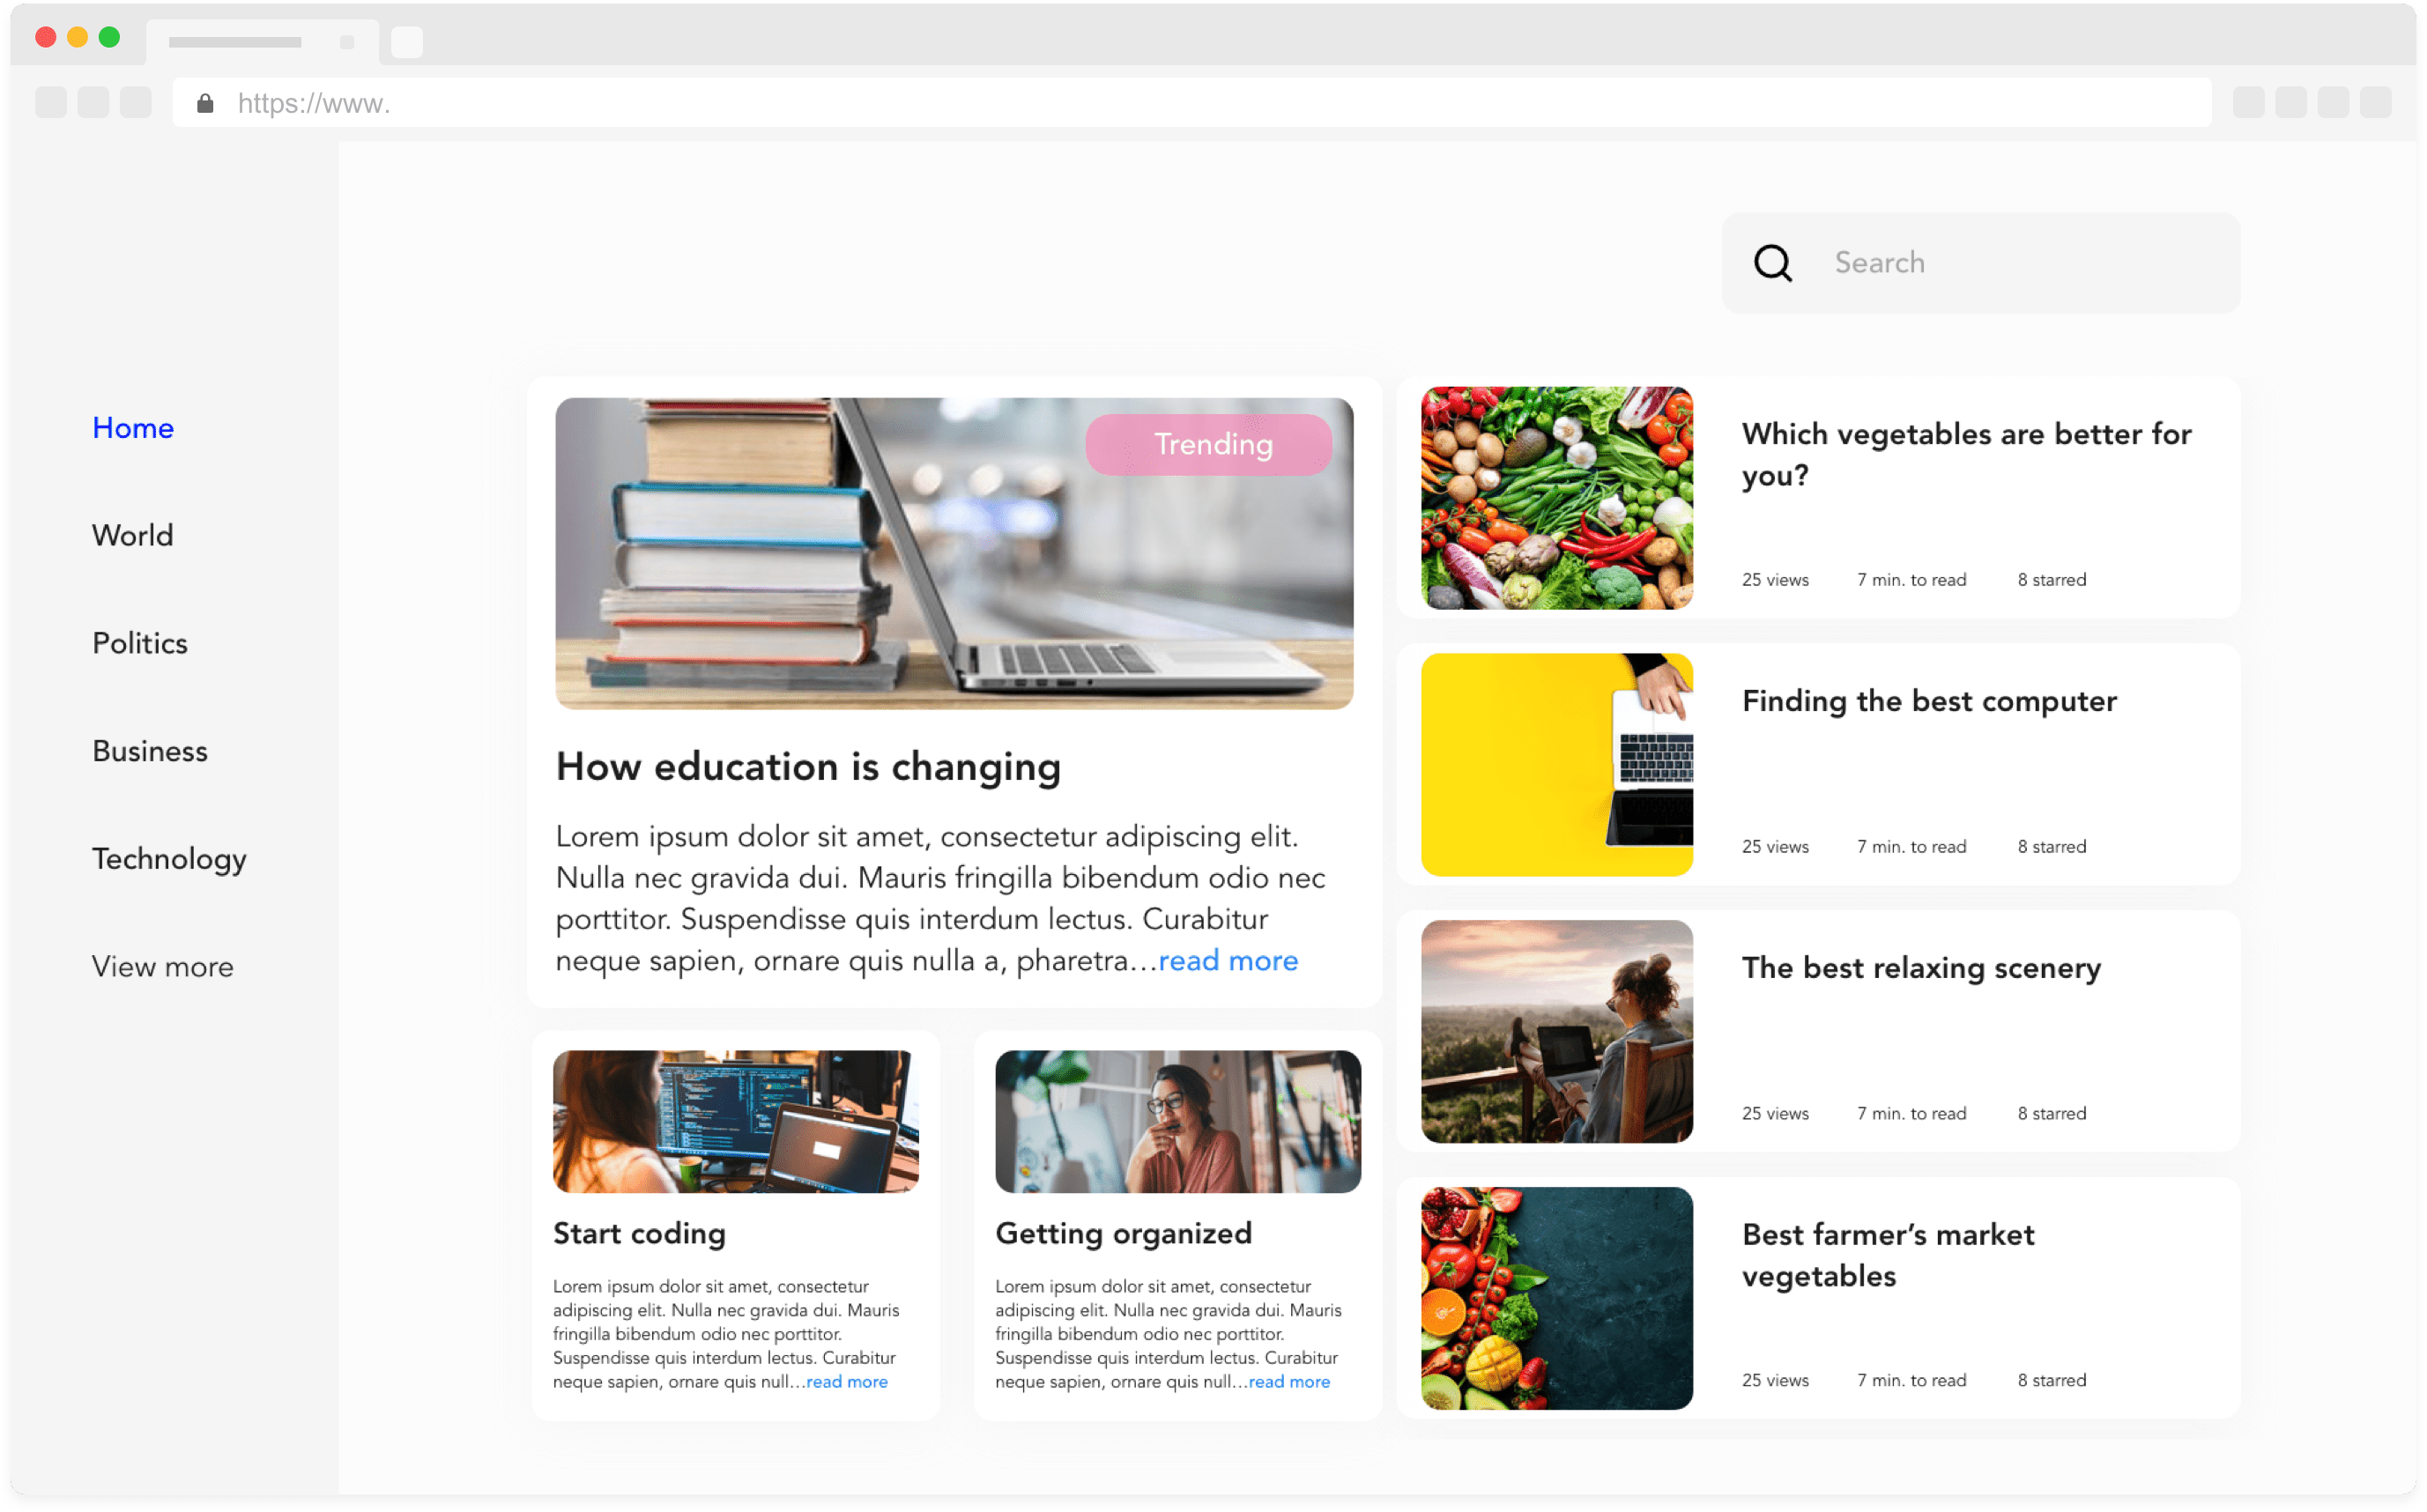 https://www.
Search
Home
World
Politics
Business
Technology
View more
Trending
How education is changing
Lorem ipsum dolor sit amet, consectetur adipiscing elit.
Nulla nec gravida dui. Mauris fringilla bibendum odio nec
porttitor. Suspendisse quis interdum lectus. Curabitur
neque sapien, ornare quis nulla a, pharetra...read more
Start coding
Lorem ipsum dolor sit amet, consectetur
adipiscing elit. Nulla nec gravida dui. Mauris
fringilla bibendum odio nec porttitor.
Suspendisse quis interdum lectus. Curabitur
neque sapien, ornare quis null...read more
Getting organized
Lorem ipsum dolor sit amet, consectetur
adipiscing elit. Nulla nec gravida dui. Mauris
fringilla bibendum odio nec porttitor.
Suspendisse quis interdum lectus. Curabitur
neque sapien, ornare quis null...read more
Which vegetables are better for
you?
25 views 7 min. to read 8 starred
Finding the best computer
25 views 7 min. to read 8 starred
The best relaxing scenery
25 views 7 min. to read 8 starred
Best farmer’s market
vegetables
25 views 7 min. to read 8 starred